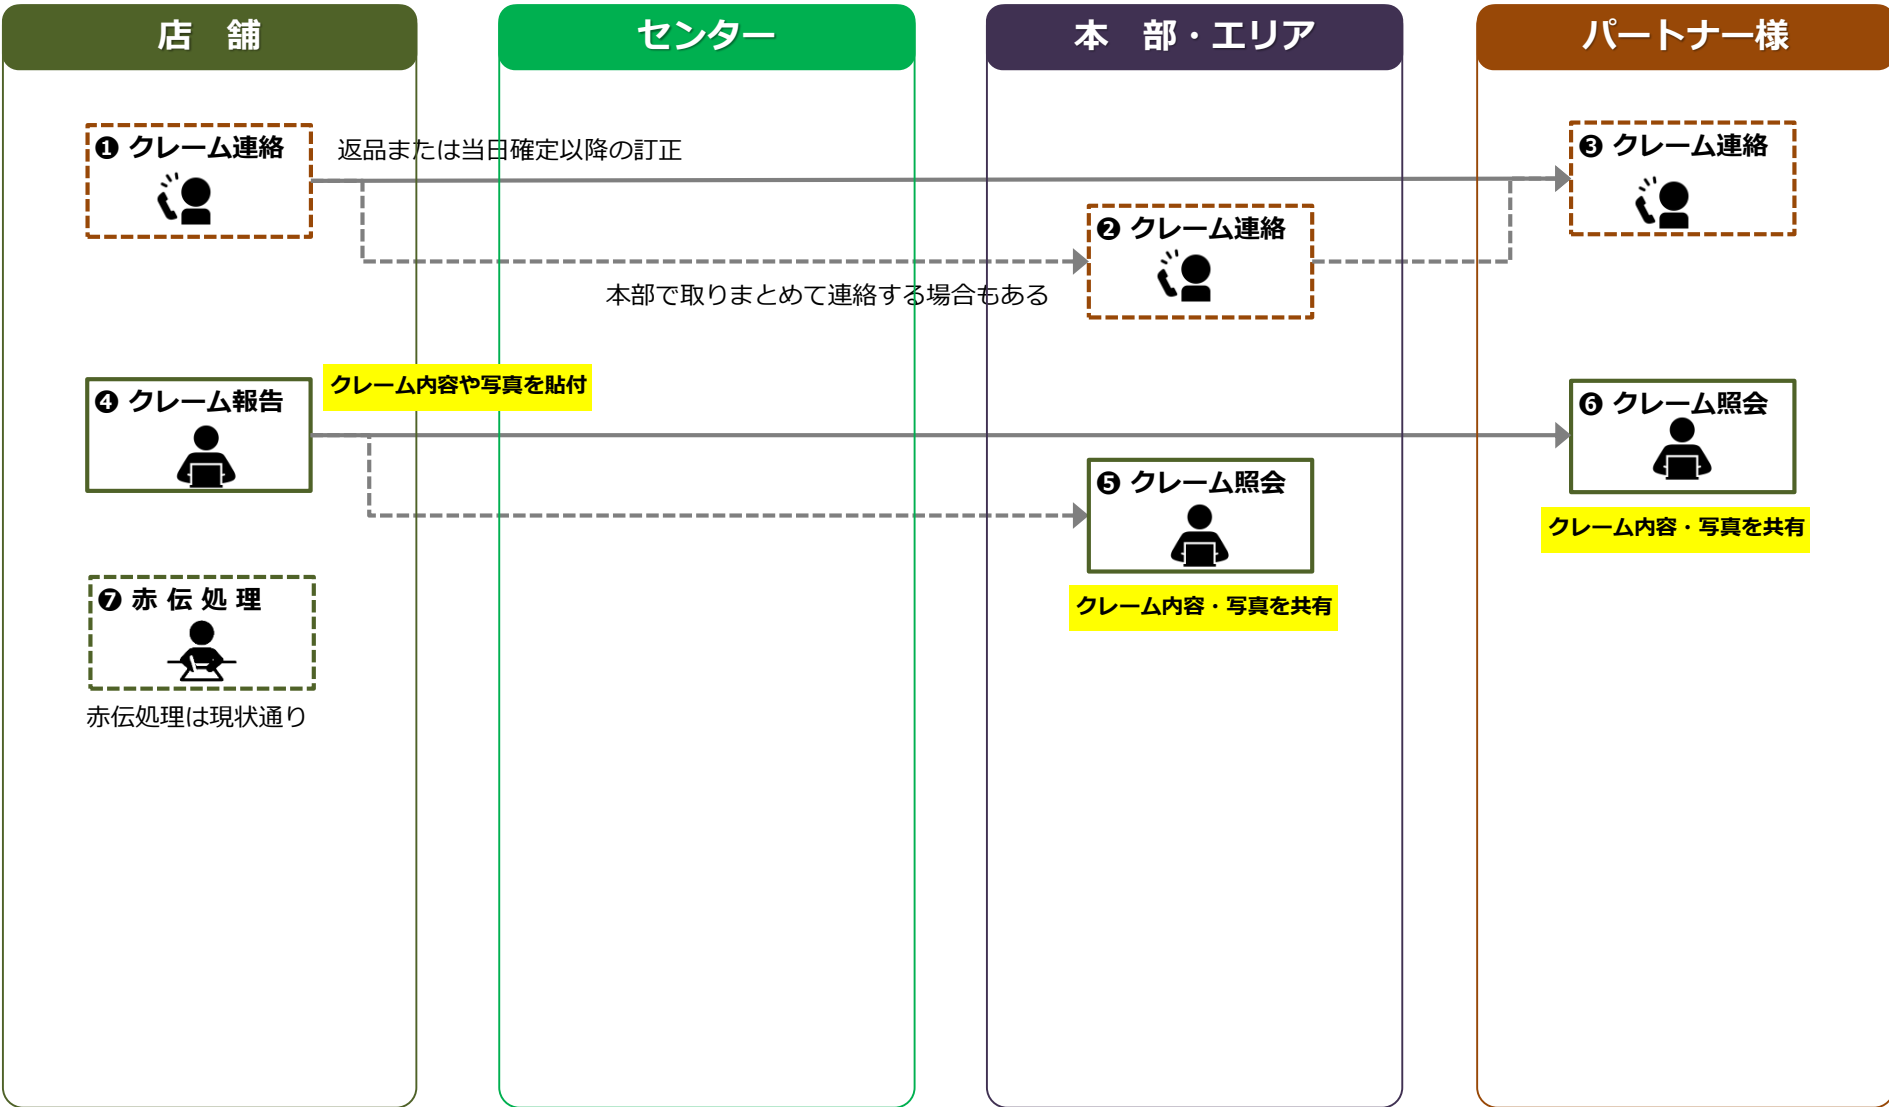 店　舗
センター
本　部・エリア
パートナー様
❶ クレーム連絡
返品または当日確定以降の訂正
❸ クレーム連絡
❷ クレーム連絡
本部で取りまとめて連絡する場合もある
クレーム内容や写真を貼付
❹ クレーム報告
❻ クレーム照会
❺ クレーム照会
クレーム内容・写真を共有
クレーム内容・写真を共有
❼ 赤 伝 処 理
赤伝処理は現状通り